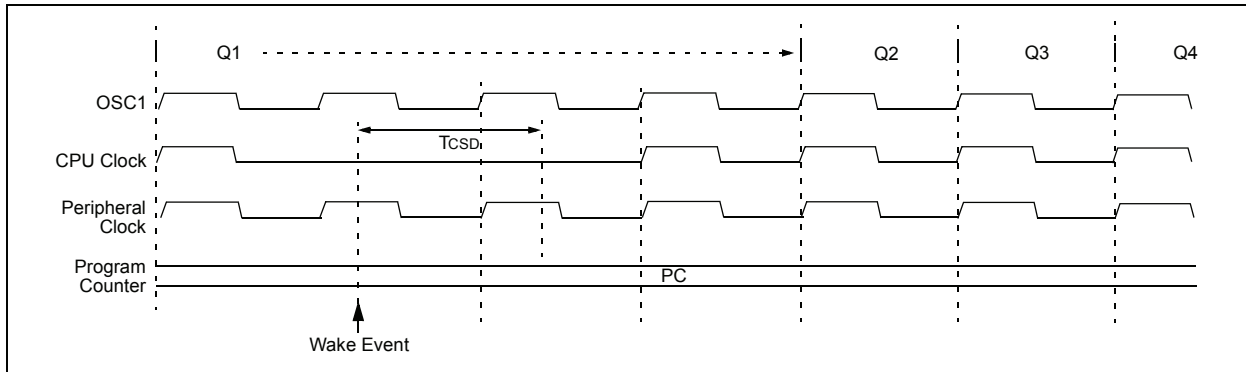 Q1
Q2
Q3
Q4
OSC1
TCSD
CPU Clock
Peripheral
Clock
Program
Counter
PC
Wake Event